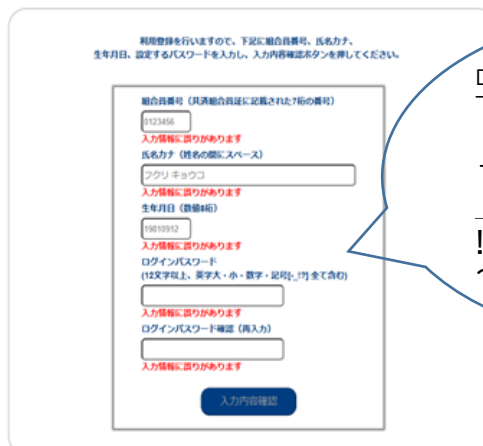 利用登録を行いますので、下記に組合員番号、氏名カナ、
生年月日、設定するパスワードを入力し、入力内容確認ボタンを押してください。
組合員番号（共済組合員証に記載された7桁の番号）
0123456
入力情報に誤りがあります
氏名カナ（姓名の間にスペース）
フクリ キョウコ
入力情報に誤りがあります
生年月日（数値8桁）
19810912
入力情報に誤りがあります
ログインパスワード
(12文字以上、英字大・小・数字・記号[-_!?] 全て含む)
入力情報に誤りがあります
ログインパスワード確認（再入力）
入力情報に誤りがあります
入力内容確認